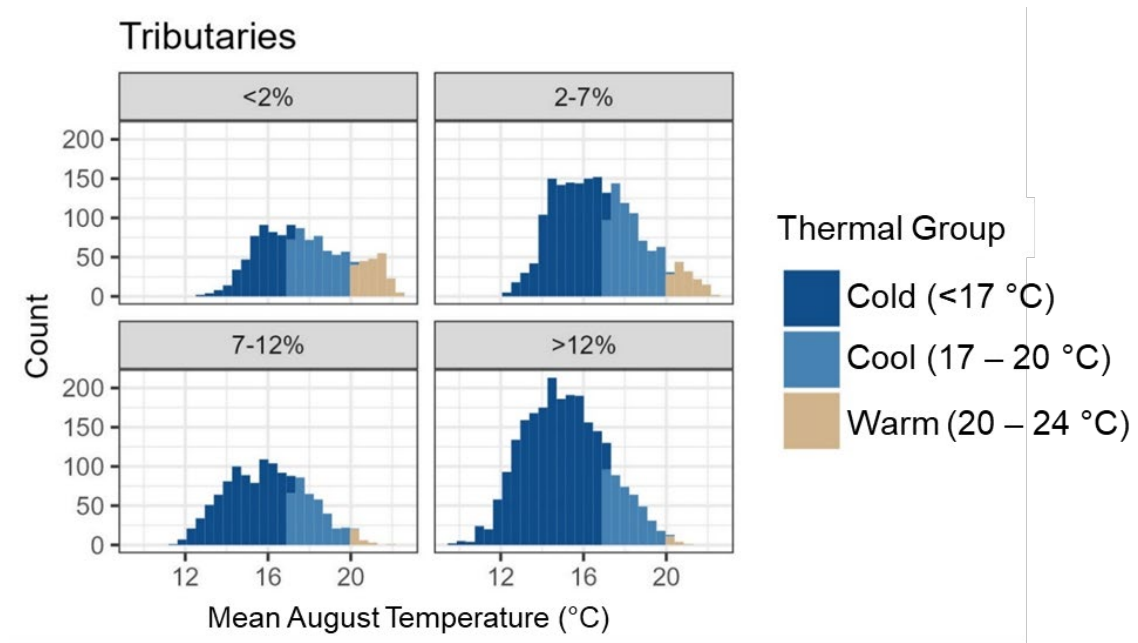 Tributaries
<2%
2-7%
200
150
100
50
0
7-12%
>12%
200
150
100
50
0
12
16
20
12
16
20
Count
Mean August Temperature (°C)
Thermal Group
Cold (<17 °C)
Cool (17 – 20 °C)
Warm (20 – 24 °C)